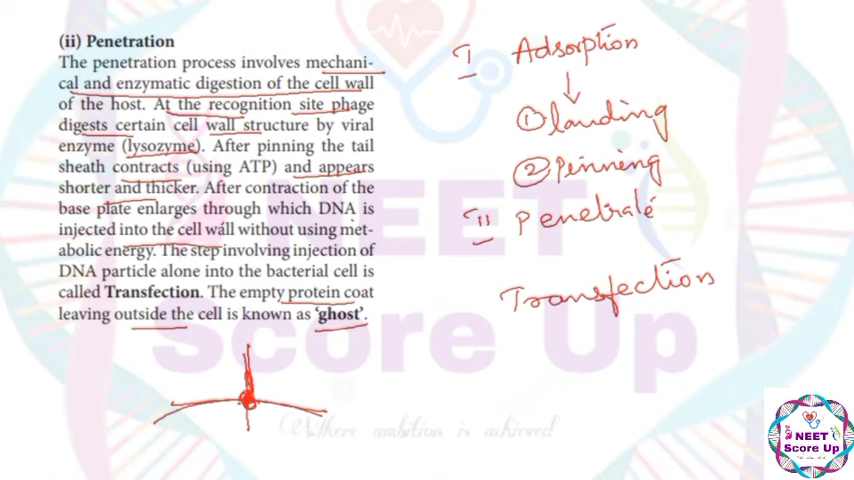 (ii) Penetration
The penetration process involves mechani-
cal and enzymatic digestion of the cell wall
of the host. At the recognition site phage
digests certain cell wall structure by viral
enzyme (lysozyme). After pinning the tail
sheath contracts (using ATP) and appears
shorter and thicker. After contraction of the
base plate enlarges through which DNA is
injected into the cell wall without using met-
abolic energy. The step involving injection of
DNA particle alone into the bacterial cell is
called Transfection. The empty protein coat
leaving outside the cell is known as ‘ghost’.
I Adsorption
① landing
② Pinning
II Penetrate
Transfection
NEET
Score Up
Where ambition is achieved
NEET
Score Up